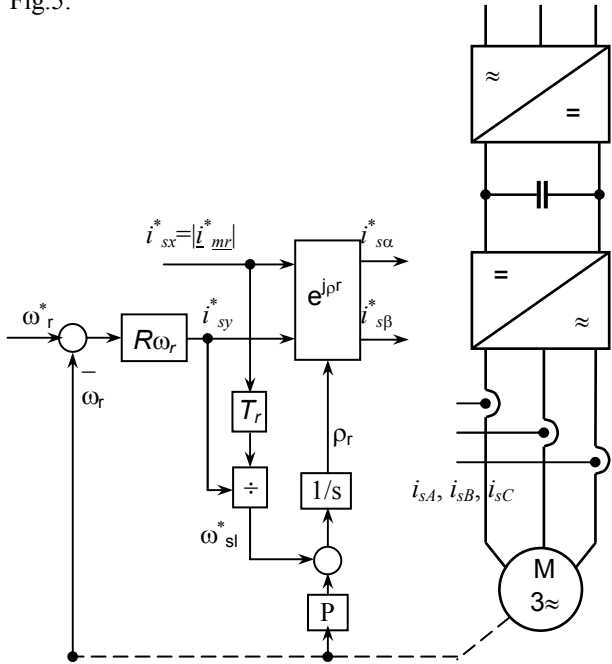 Fig.5.
≈
=
i*sx=|i*mr|
i*sα
=
≈
e^jρr
ω*r
Rωr
i*sy
i*sβ
−
ωr
Tr
ρr
÷
1/s
isA, isB, isC
ω*sl
M
3≈
P